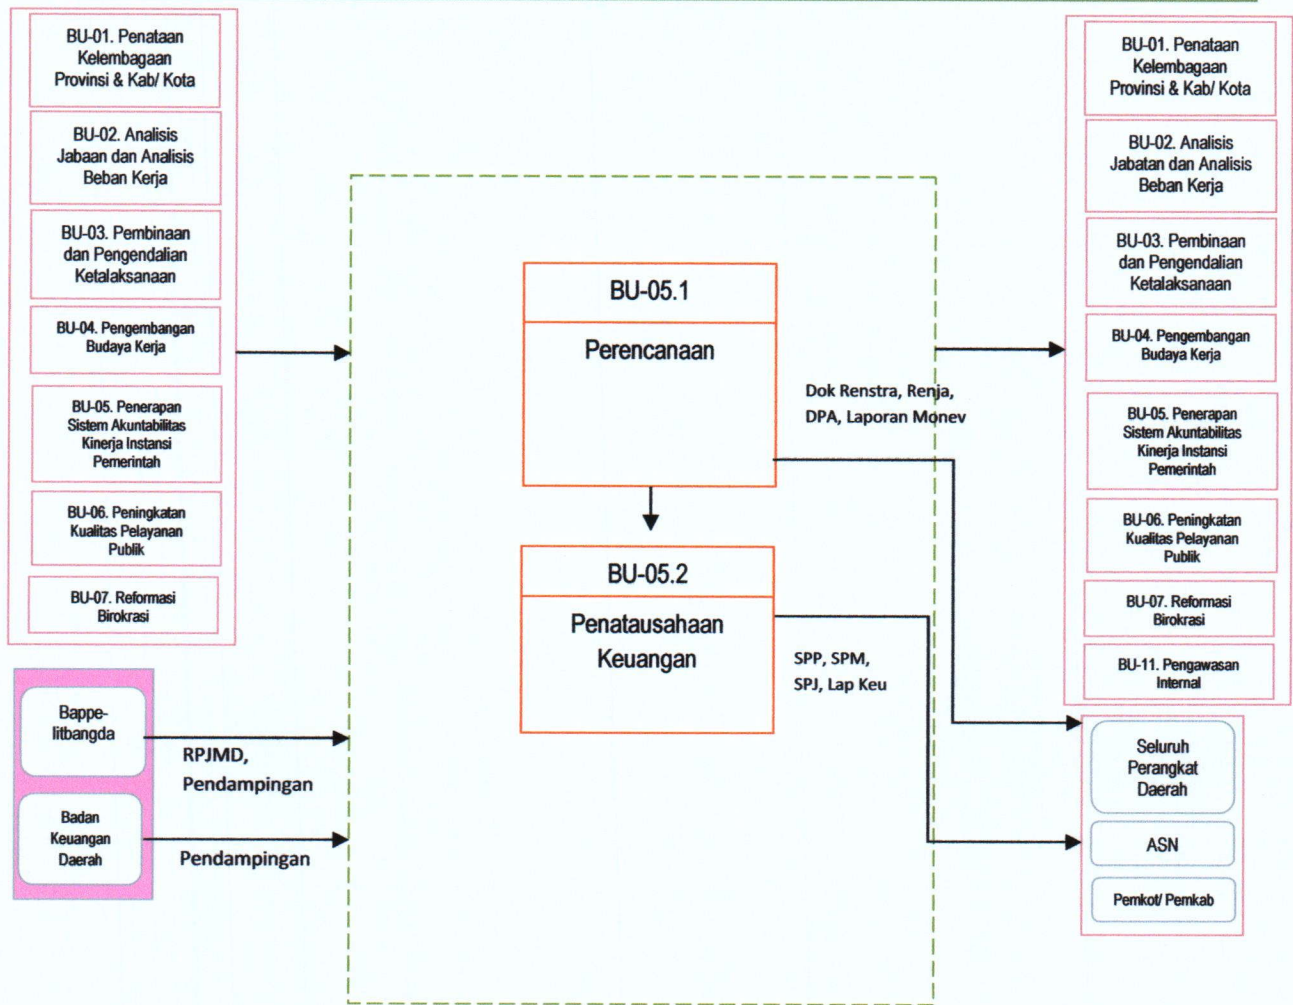 BU-01. Penataan
Kelembagaan
Provinsi & Kab/ Kota
BU-02. Analisis
Jabaan dan Analisis
Beban Kerja
BU-03. Pembinaan
dan Pengendalian
Ketalaksanaan
BU-04. Pengembangan
Budaya Kerja
BU-05. Penerapan
Sistem Akuntabilitas
Kinerja Instansi
Pemerintah
BU-06. Peningkatan
Kualitas Pelayanan
Publik
BU-07. Reformasi
Birokrasi
Bappe-
litbangda
RPJMD,
Pendampingan
Badan
Keuangan
Daerah
Pendampingan
BU-05.1
Perencanaan
Dok Renstra, Renja,
DPA, Laporan Monev
BU-05.2
Penatausahaan
Keuangan
SPP, SPM,
SPJ, Lap Keu
BU-01. Penataan
Kelembagaan
Provinsi & Kab/ Kota
BU-02. Analisis
Jabatan dan Analisis
Beban Kerja
BU-03. Pembinaan
dan Pengendalian
Ketalaksanaan
BU-04. Pengembangan
Budaya Kerja
BU-05. Penerapan
Sistem Akuntabilitas
Kinerja Instansi
Pemerintah
BU-06. Peningkatan
Kualitas Pelayanan
Publik
BU-07. Reformasi
Birokrasi
BU-11. Pengawasan
Internal
Seluruh
Perangkat
Daerah
ASN
Pemkot/ Pemkab